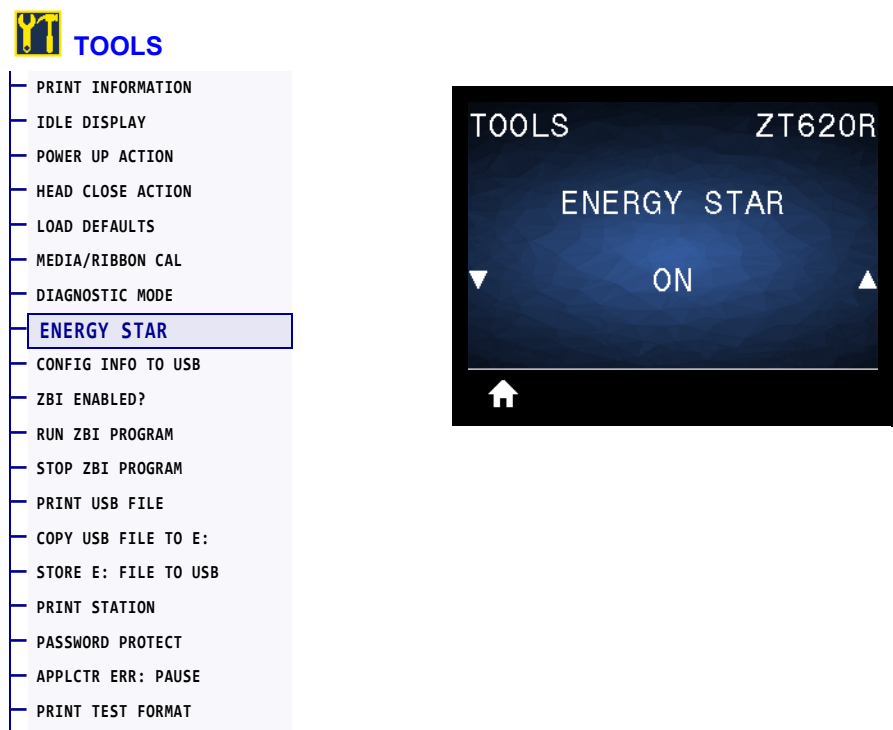 TOOLS
PRINT INFORMATION
IDLE DISPLAY
POWER UP ACTION
HEAD CLOSE ACTION
LOAD DEFAULTS
MEDIA/RIBBON CAL
DIAGNOSTIC MODE
ENERGY STAR
CONFIG INFO TO USB
ZBI ENABLED?
RUN ZBI PROGRAM
STOP ZBI PROGRAM
PRINT USB FILE
COPY USB FILE TO E:
STORE E: FILE TO USB
PRINT STATION
PASSWORD PROTECT
APPLCTR ERR: PAUSE
PRINT TEST FORMAT
TOOLS ZT620R
ENERGY STAR
ON